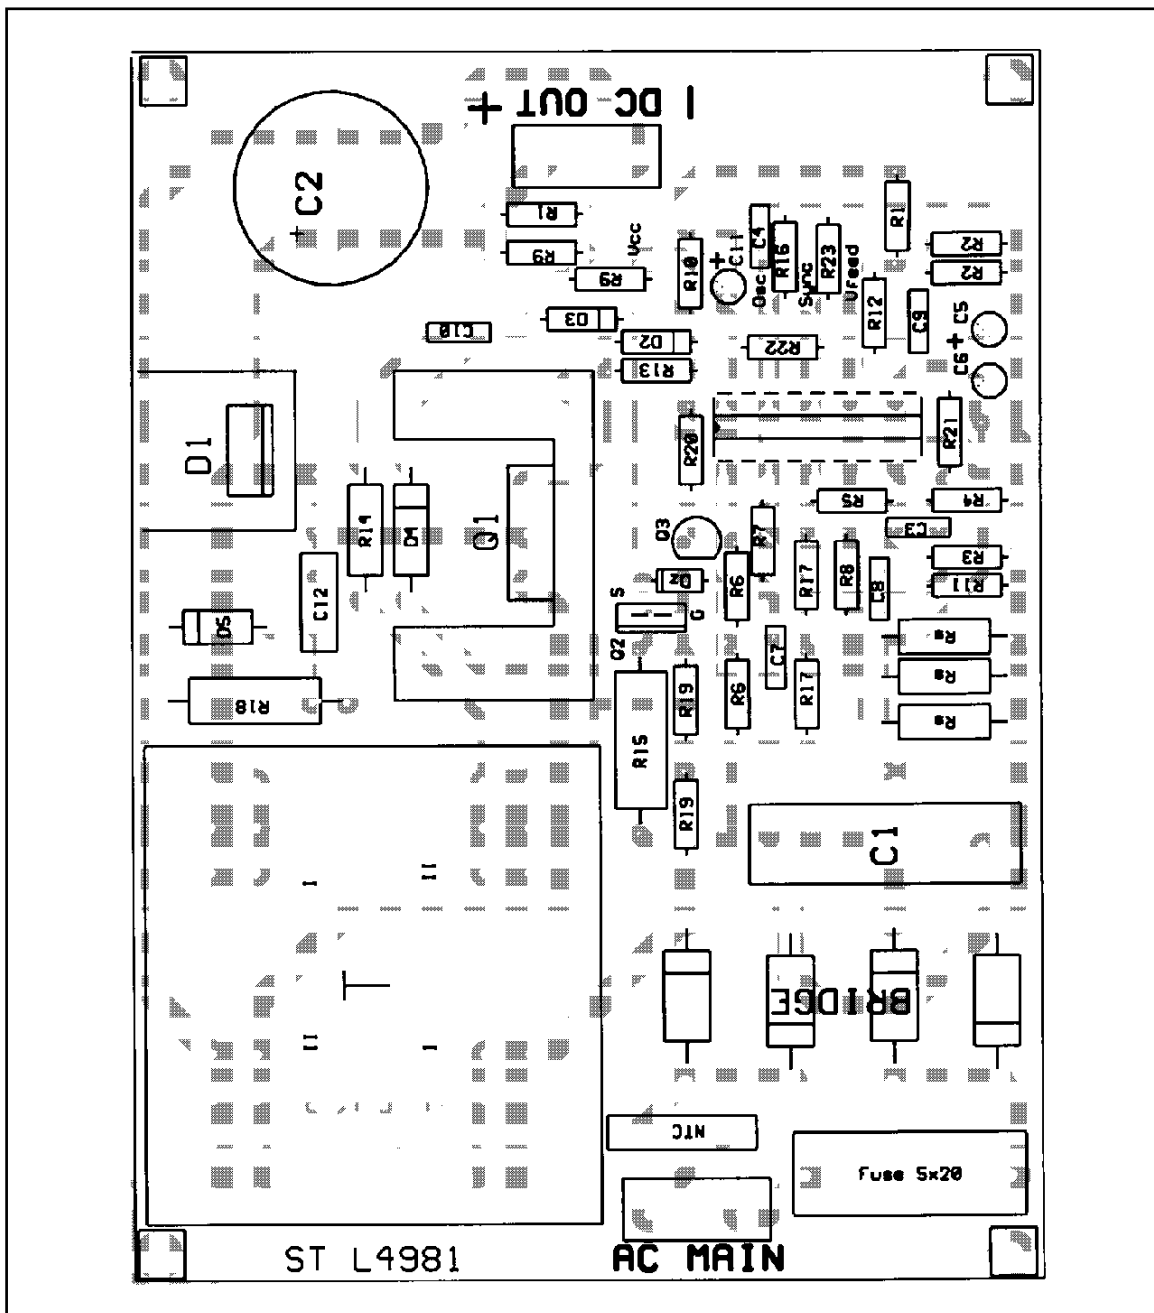 DC OUT
+
C2
+
R1
R9
R9
Vcc
R10
+
C11
C4
R16
R23
Osc
Sync
Vfeed
R1
R2
R2
R12
C9
C5
+
C6
C10
D3
D2
R13
R22
D1
R14
D4
Q1
R20
R21
R5
R4
C3
R3
R11
Q3
R7
Dz
R6
R17
R8
C8
S
G
Q2
D5
C12
R18
R19
R6
C7
R17
Rs
Rs
Rs
R15
R19
C1
I
II
T
II
I
BRIDGE
NTC
Fuse 5x20
ST L4981
AC MAIN